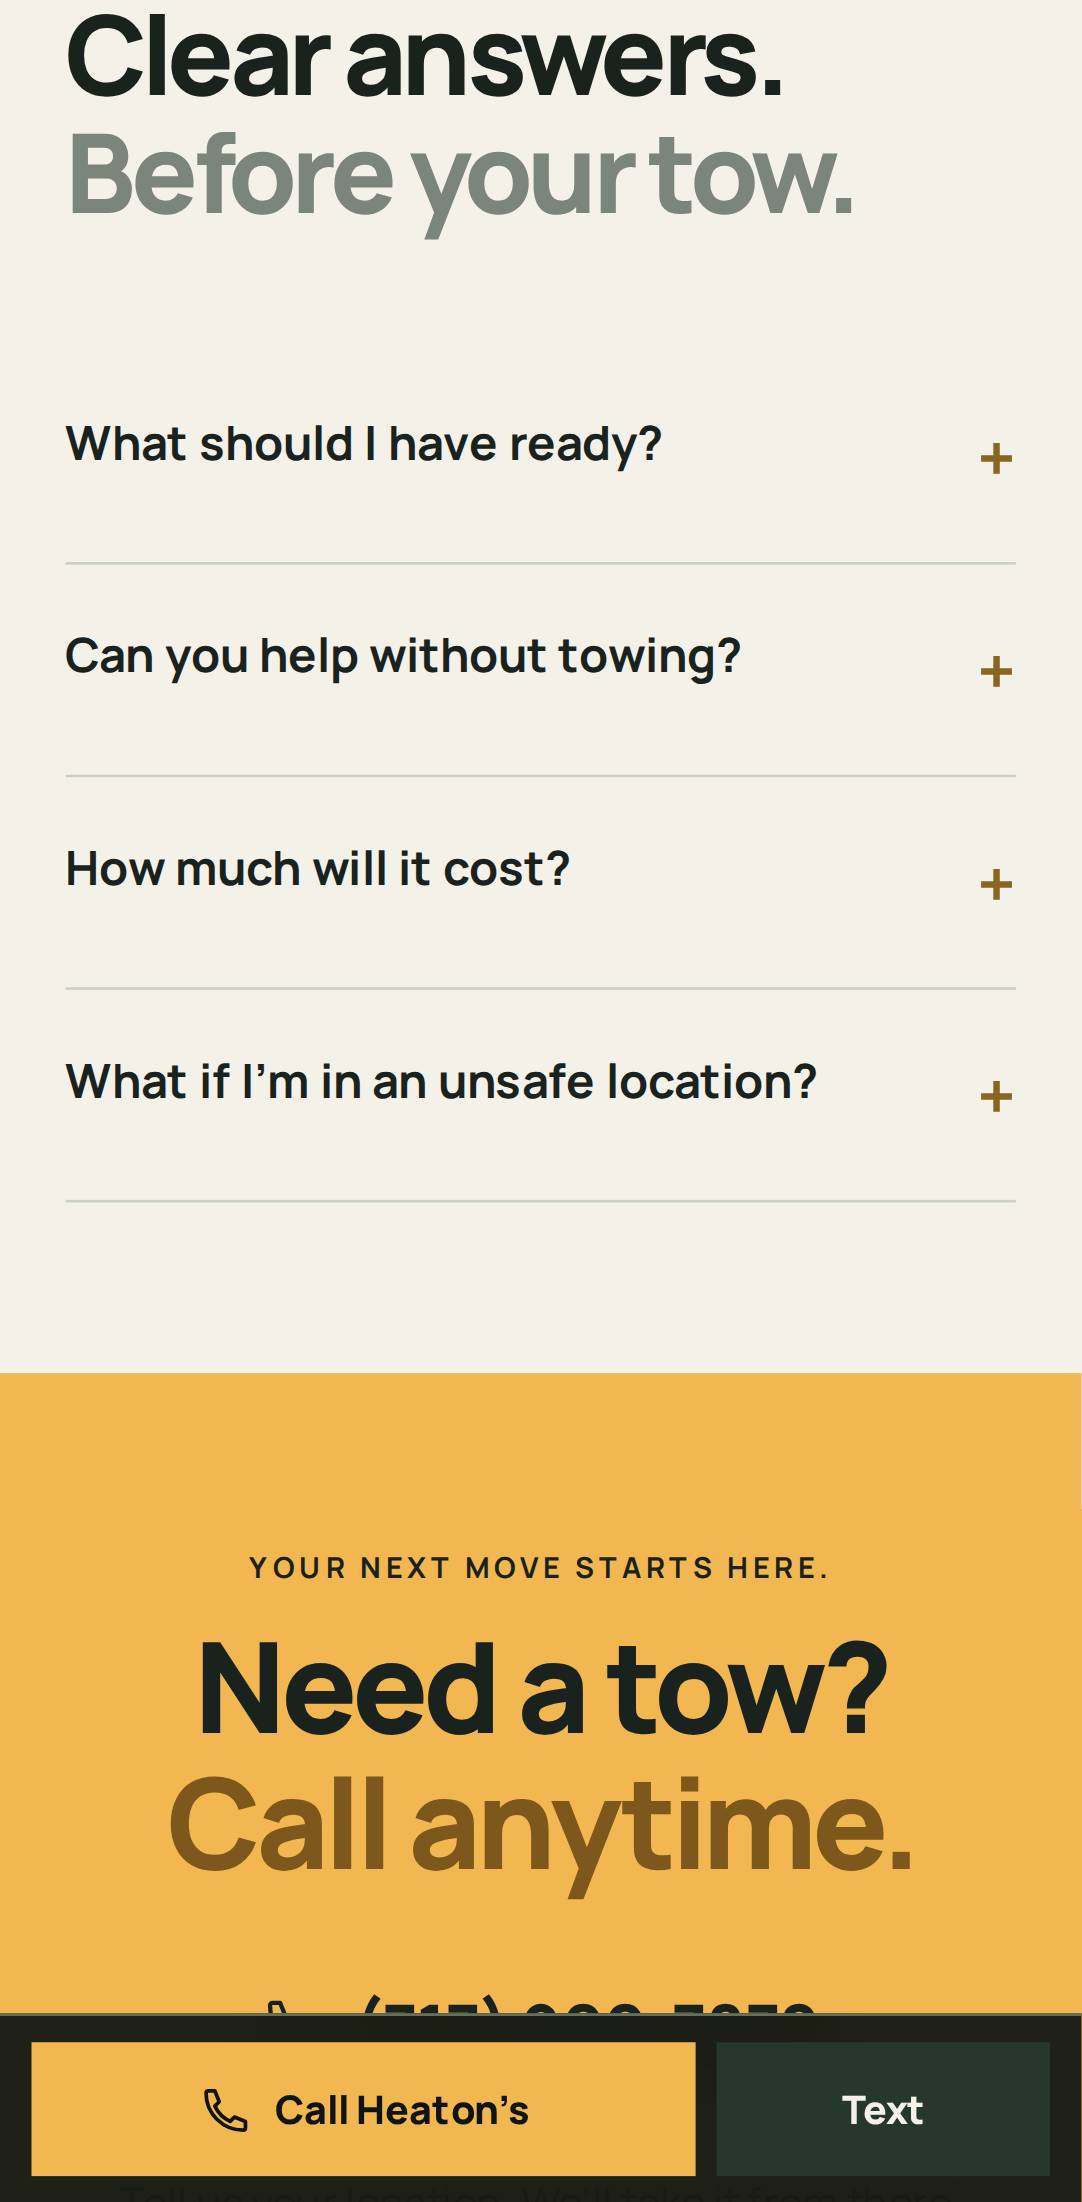 Clear answers.
Before your tow.
What should I have ready?
+
Can you help without towing?
+
How much will it cost?
+
What if I’m in an unsafe location?
+
YOUR NEXT MOVE STARTS HERE.
Need a tow?
Call anytime.
Call Heaton’s
Text